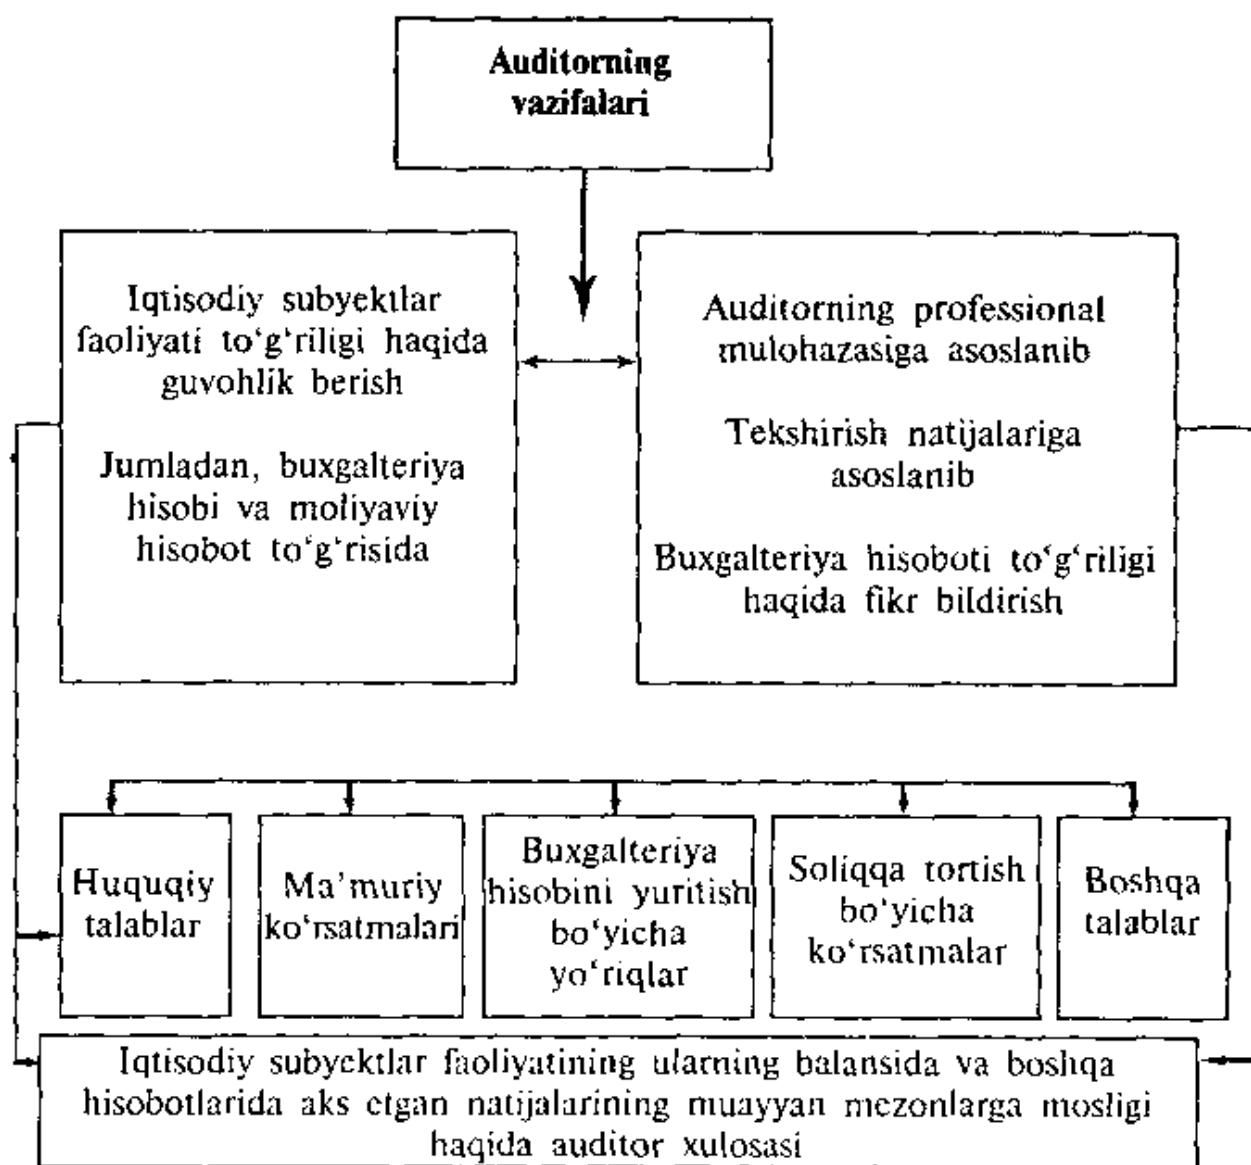 Auditorning
vazifalari
Iqtisodiy subyektlar
faoliyati to‘g‘riligi haqida
guvohlik berish
Jumladan, buxgalteriya
hisobi va moliyaviy
hisobot to‘g‘risida
Auditorning professional
mulohazasiga asoslanib
Tekshirish natijalariga
asoslanib
Buxgalteriya hisoboti to‘g‘riligi
haqida fikr bildirish
Huquqiy
talablar
Ma’muriy
ko‘rsatmalari
Buxgalteriya
hisobini yuritish
bo‘yicha
yo‘riqlar
Soliqqa tortish
bo‘yicha
ko‘rsatmalar
Boshqa
talablar
Iqtisodiy subyektlar faoliyatining ularning balansida va boshqa
hisobotlarida aks etgan natijalarining muayyan mezonlarga mosligi
haqida auditor xulosasi